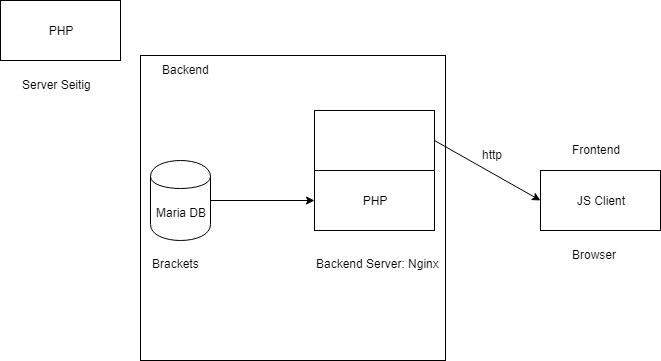 PHP
Server Seitig
Backend
Maria DB
Brackets
PHP
Backend Server: Nginx
http
Frontend
JS Client
Browser